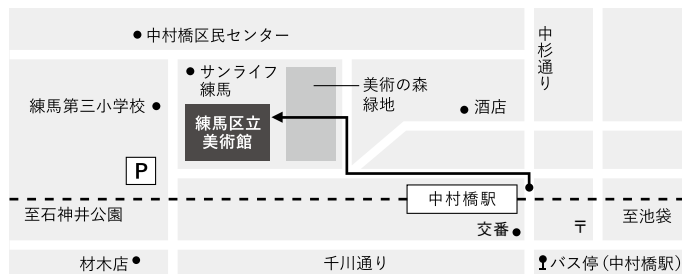 中村橋区民センター
中杉通り
サンライフ
練馬
美術の森
緑地
練馬第三小学校
酒店
練馬区立
美術館
P
中村橋駅
至石神井公園
至池袋
交番
〒
材木店
千川通り
バス停(中村橋駅)